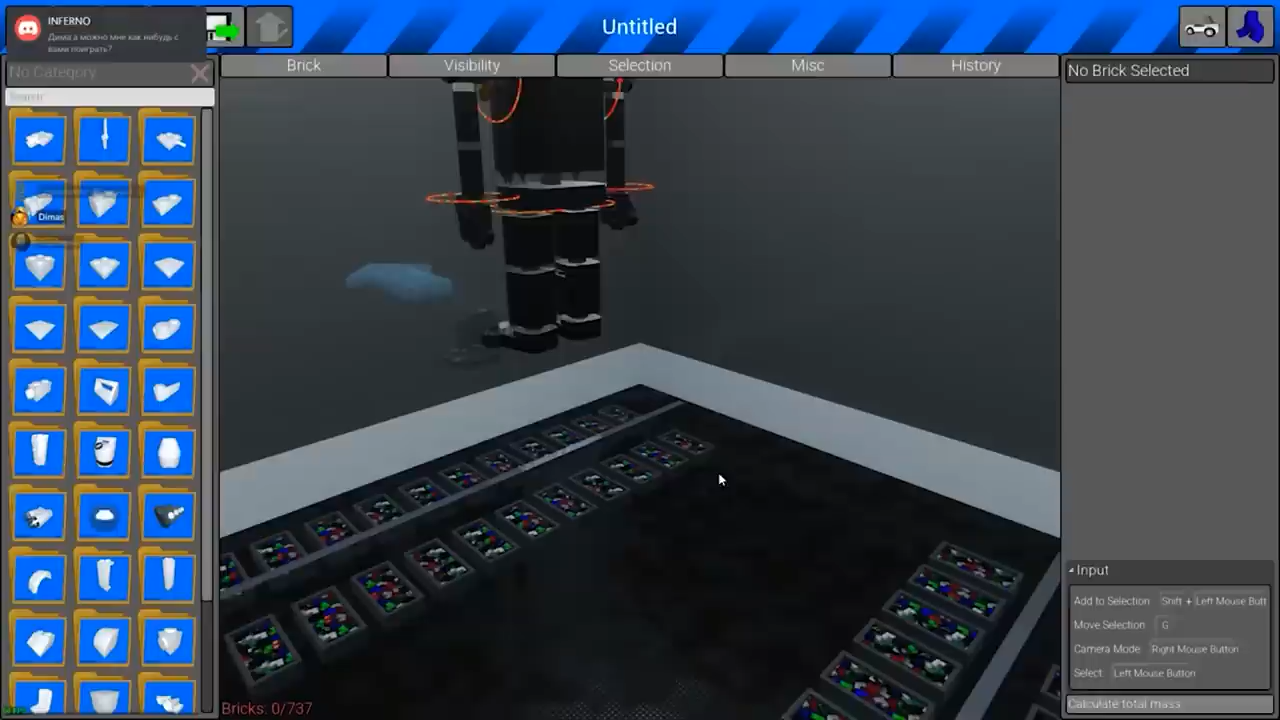 INFERNO
Дима а можно мне как нибудь с
вами поиграть?
Untitled
No Category
Search
Brick
Visibility
Selection
Misc
History
No Brick Selected
Dimas
Input
Add to Selection Shift + Left Mouse Butt
Move Selection G
Camera Mode Right Mouse Button
Select Left Mouse Button
Calculate total mass
Bricks: 0/737